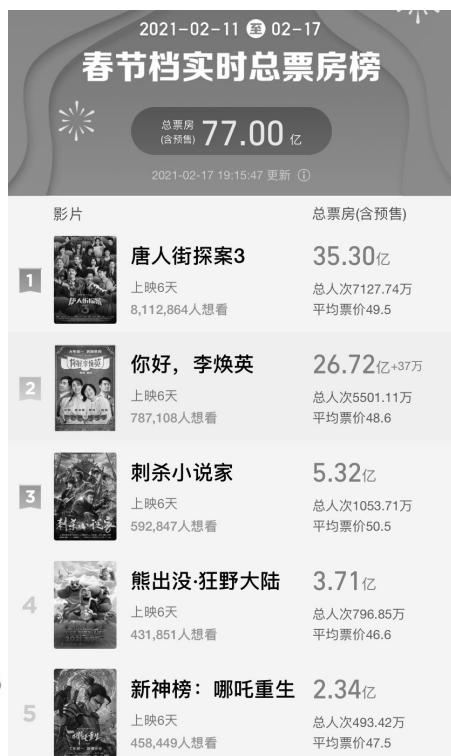 2021-02-11 至 02-17
春节档实时总票房榜
总票房
(含预售)
77.00亿
2021-02-17 19:15:47 更新
影片 总票房(含预售)
1
唐人街探案3 35.30亿
上映6天 总人次7127.74万
8,112,864人想看 平均票价49.5
2
你好，李焕英 26.72亿+37万
上映6天 总人次5501.11万
787,108人想看 平均票价48.6
3
刺杀小说家 5.32亿
上映6天 总人次1053.71万
592,847人想看 平均票价50.5
刺杀小说家
4
熊出没·狂野大陆 3.71亿
上映6天 总人次796.85万
431,851人想看 平均票价46.6
5
新神榜：哪吒重生 2.34亿
上映6天 总人次493.42万
458,449人想看 平均票价47.5